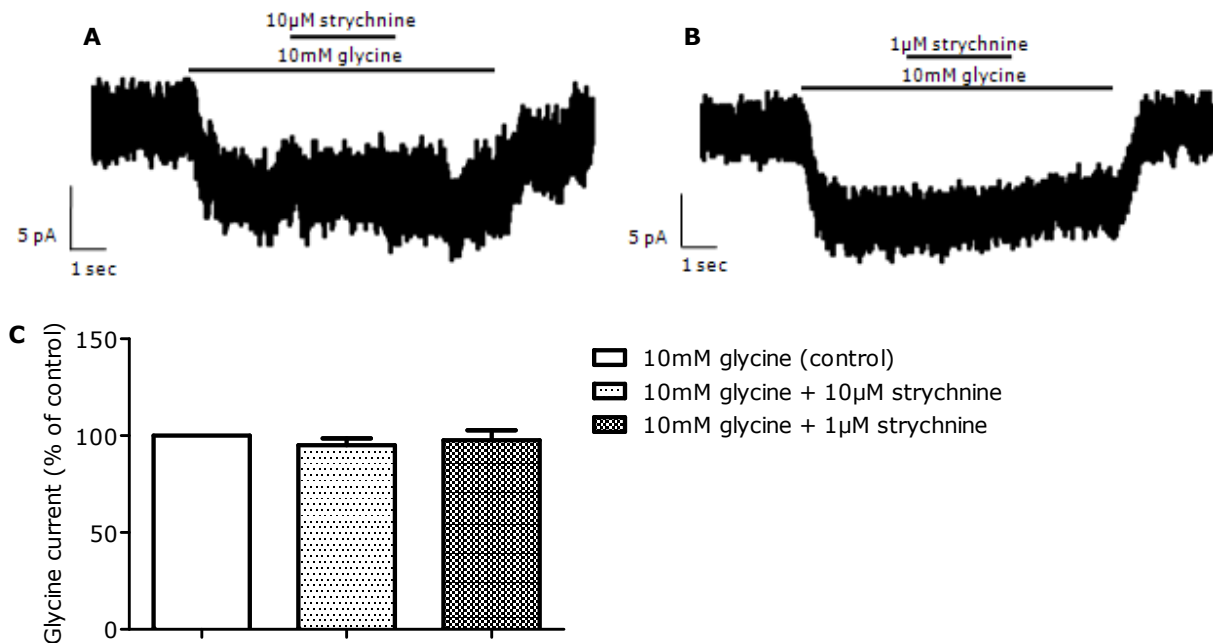 A
10µM strychnine
10mM glycine
5 pA
1 sec
B
1µM strychnine
10mM glycine
5 pA
1 sec
C
Glycine current (% of control)
150
100
50
0
10mM glycine (control)
10mM glycine + 10µM strychnine
10mM glycine + 1µM strychnine